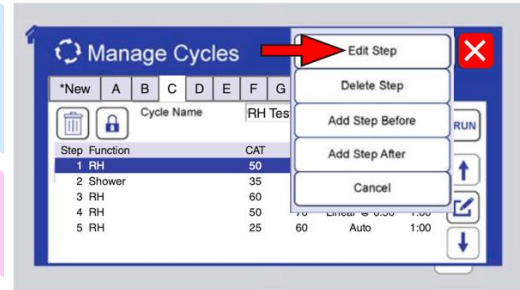 Manage Cycles
*New A B C D E F G
Cycle Name RH Tes
RUN
Step Function CAT
1 RH 50
2 Shower 35
3 RH 60
4 RH 50 1:00
5 RH 25 60 Auto 1:00
Edit Step
Delete Step
Add Step Before
Add Step After
Cancel